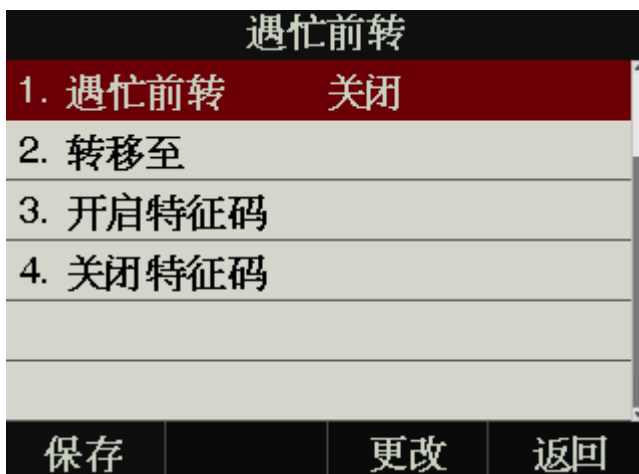 遇忙前转
1. 遇忙前转 关闭
2. 转移至
3. 开启特征码
4. 关闭特征码
保存 更改 返回